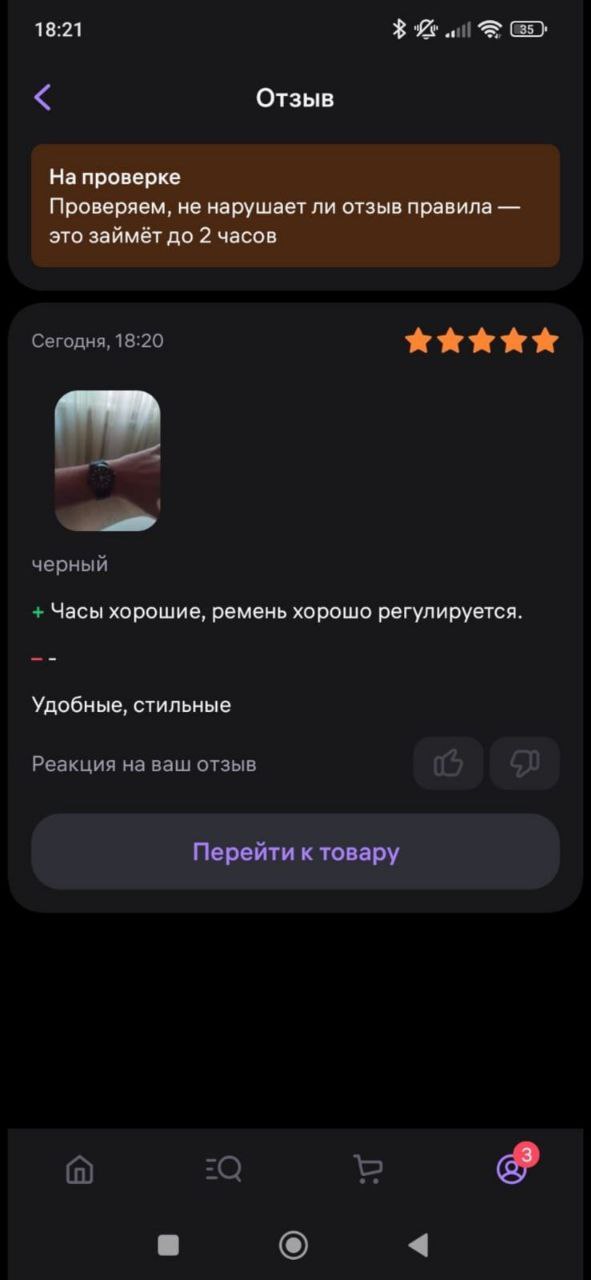 18:21
35
Отзыв
На проверке
Проверяем, не нарушает ли отзыв правила —
это займёт до 2 часов
Сегодня, 18:20
черный
+ Часы хорошие, ремень хорошо регулируется.
– -
Удобные, стильные
Реакция на ваш отзыв
Перейти к товару
3